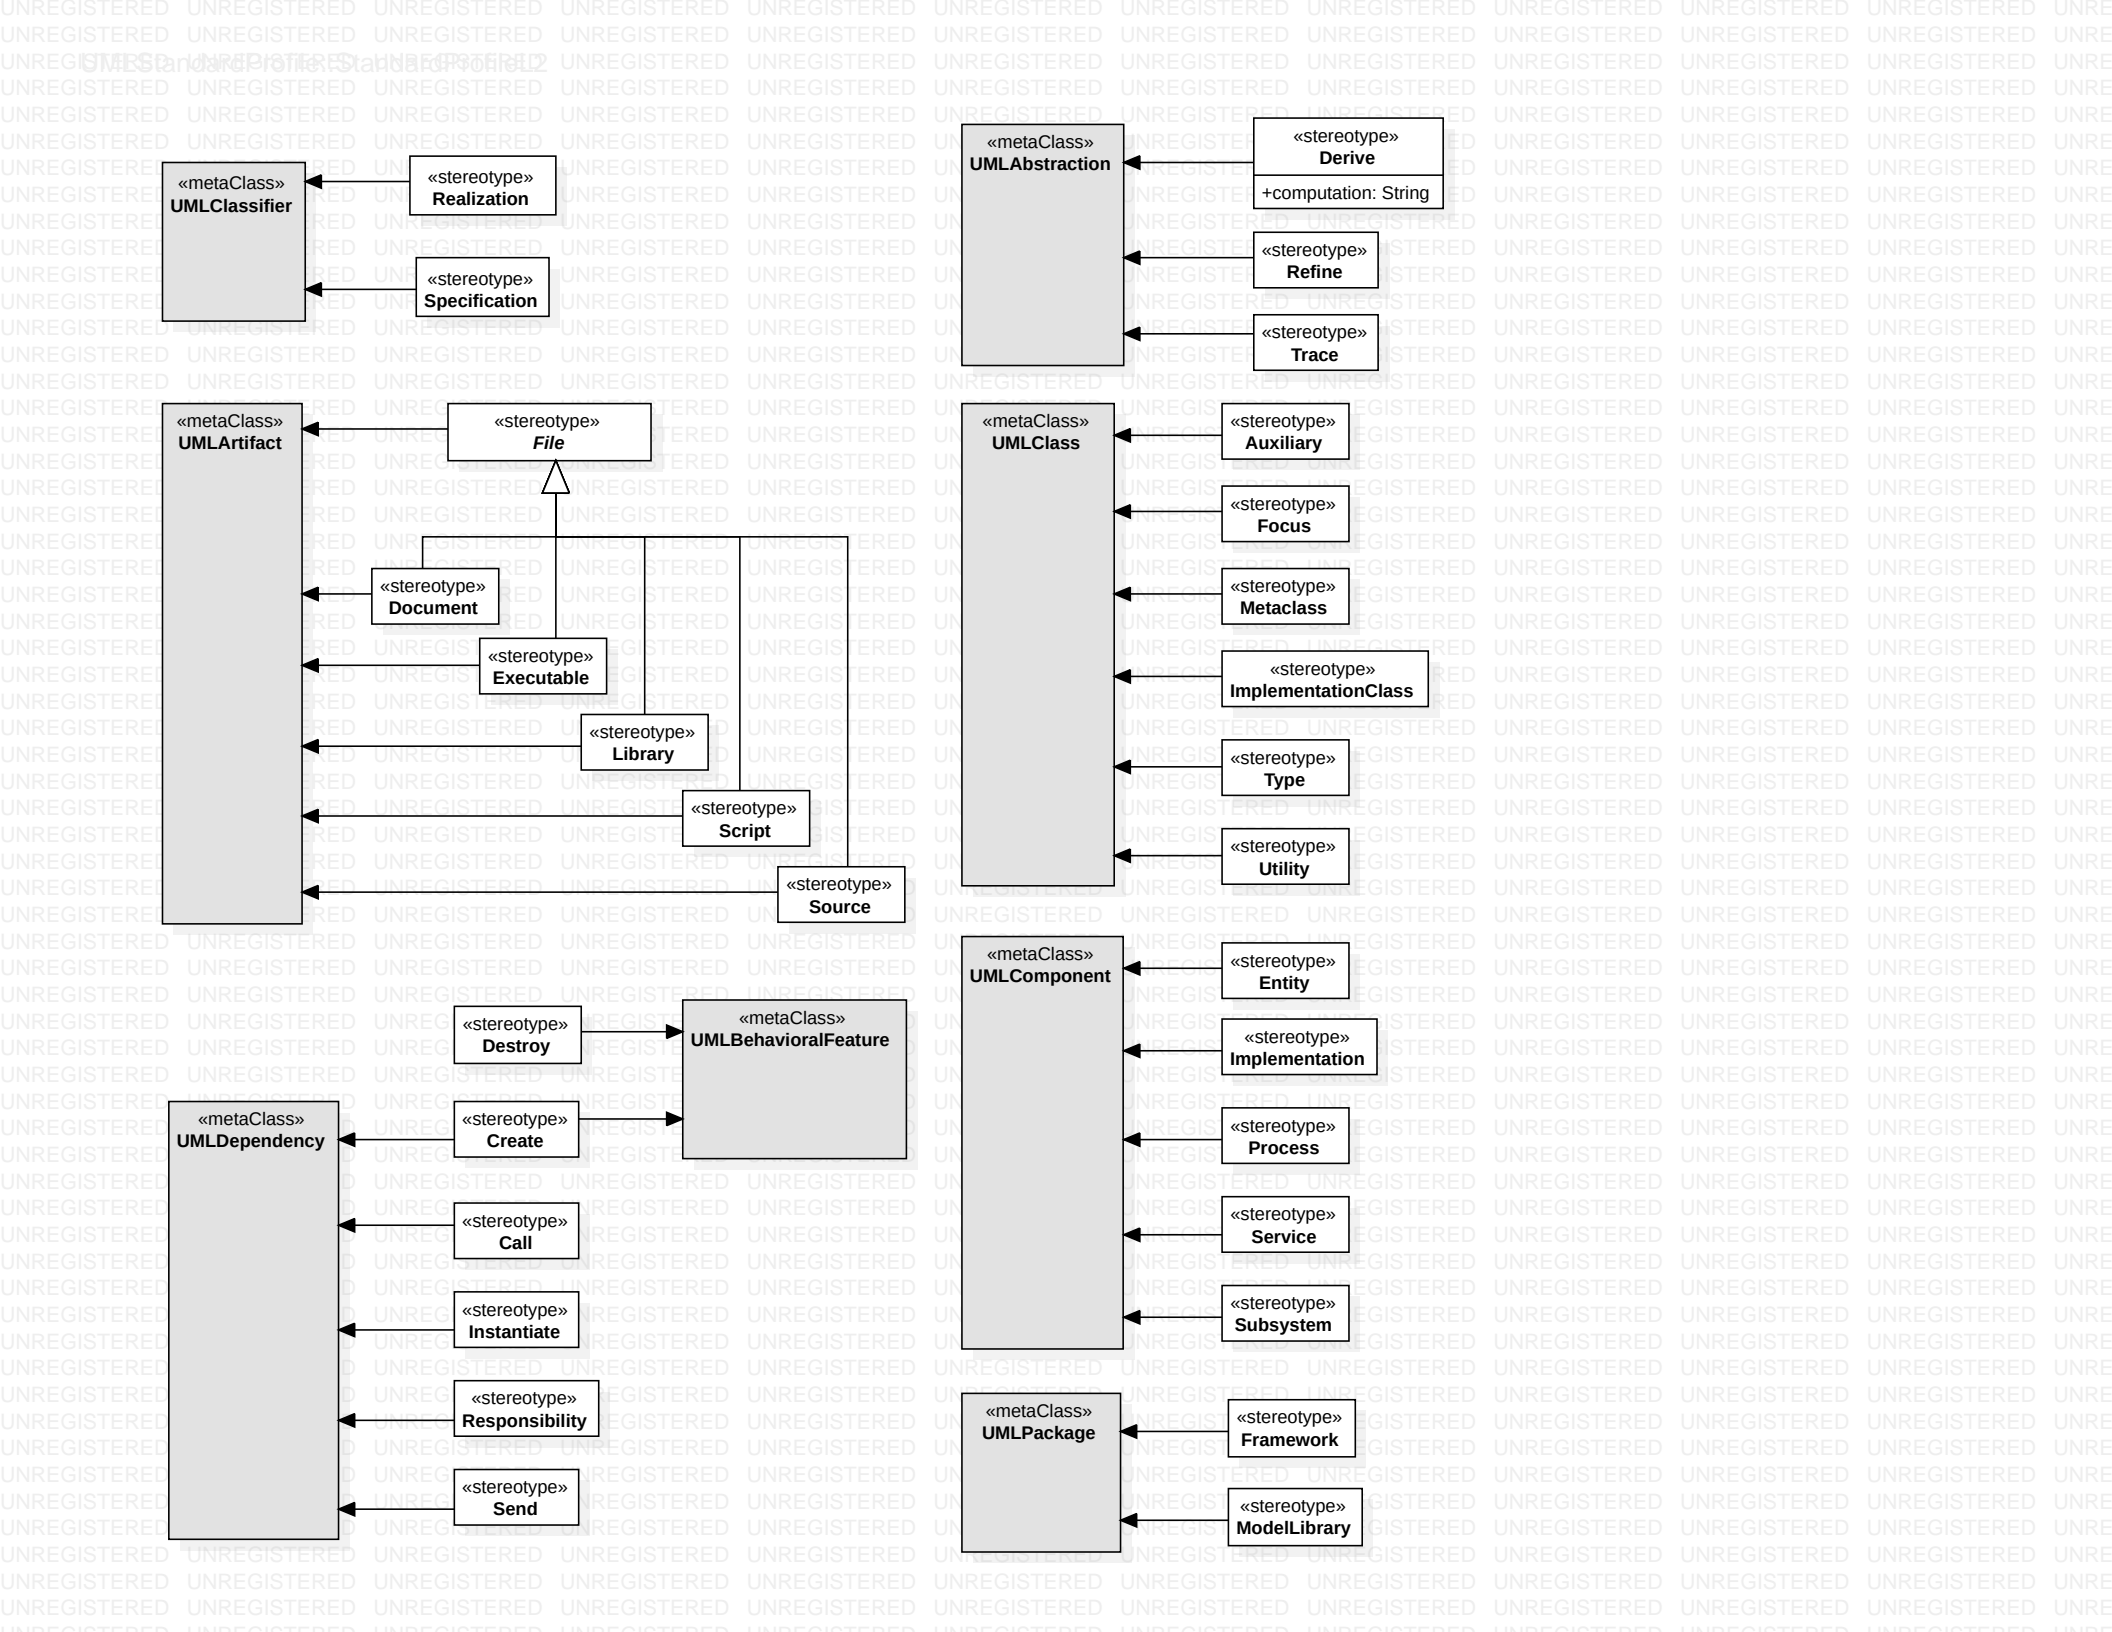 UMLStandardProfile::StandardProfileL2
«metaClass»
UMLClassifier
«stereotype»
Realization
«stereotype»
Specification
«metaClass»
UMLArtifact
«stereotype»
File
«stereotype»
Document
«stereotype»
Executable
«stereotype»
Library
«stereotype»
Script
«stereotype»
Source
«stereotype»
Destroy
«metaClass»
UMLBehavioralFeature
«metaClass»
UMLDependency
«stereotype»
Create
«stereotype»
Call
«stereotype»
Instantiate
«stereotype»
Responsibility
«stereotype»
Send
«metaClass»
UMLAbstraction
«stereotype»
Derive
+computation: String
«stereotype»
Refine
«stereotype»
Trace
«metaClass»
UMLClass
«stereotype»
Auxiliary
«stereotype»
Focus
«stereotype»
Metaclass
«stereotype»
ImplementationClass
«stereotype»
Type
«stereotype»
Utility
«metaClass»
UMLComponent
«stereotype»
Entity
«stereotype»
Implementation
«stereotype»
Process
«stereotype»
Service
«stereotype»
Subsystem
«metaClass»
UMLPackage
«stereotype»
Framework
«stereotype»
ModelLibrary
UNREGISTERED